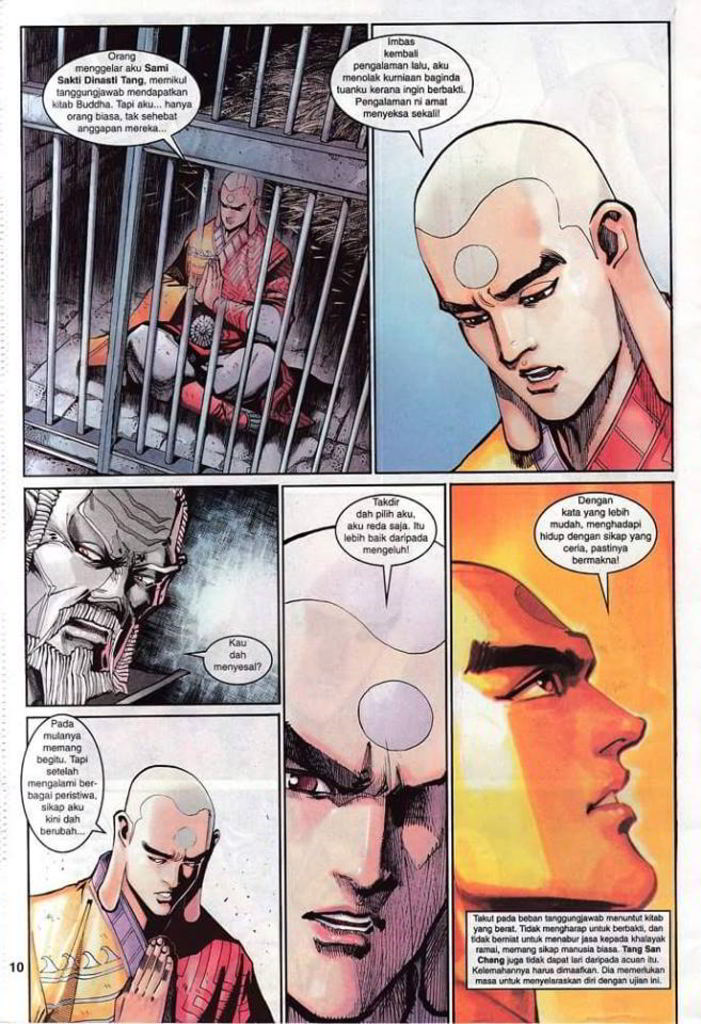 Orang
menggelar aku Sami
Sakti Dinasti Tang, memikul
tanggungjawab mendapatkan
kitab Buddha. Tapi aku... hanya
orang biasa, tak sehebat
anggapan mereka...
Imbas
kembali
pengalaman lalu, aku
menolak kurniaan baginda
tuanku kerana ingin berbakti.
Pengalaman ni amat
menyeksa sekali!
Kau
dah
menyesal?
Pada
mulanya
memang
begitu. Tapi
setelah
mengalami ber-
bagai peristiwa,
sikap aku
kini dah
berubah...
Takdir
dah pilih aku,
aku reda saja. Itu
lebih baik daripada
mengeluh!
Dengan
kata yang lebih
mudah, menghadapi
hidup dengan sikap yang
ceria, pastinya
bermakna!
Takut pada beban tanggungjawab menuntut kitab
yang berat. Tidak mengharap untuk berbakti, dan
tidak berniat untuk menabur jasa kepada khalayak
ramai, memang sikap manusia biasa. Tang San
Cheng juga tidak dapat lari daripada acuan itu.
Kelemahannya harus dimaafkan. Dia memerlukan
masa untuk menyelaraskan diri dengan ujian ini.
10